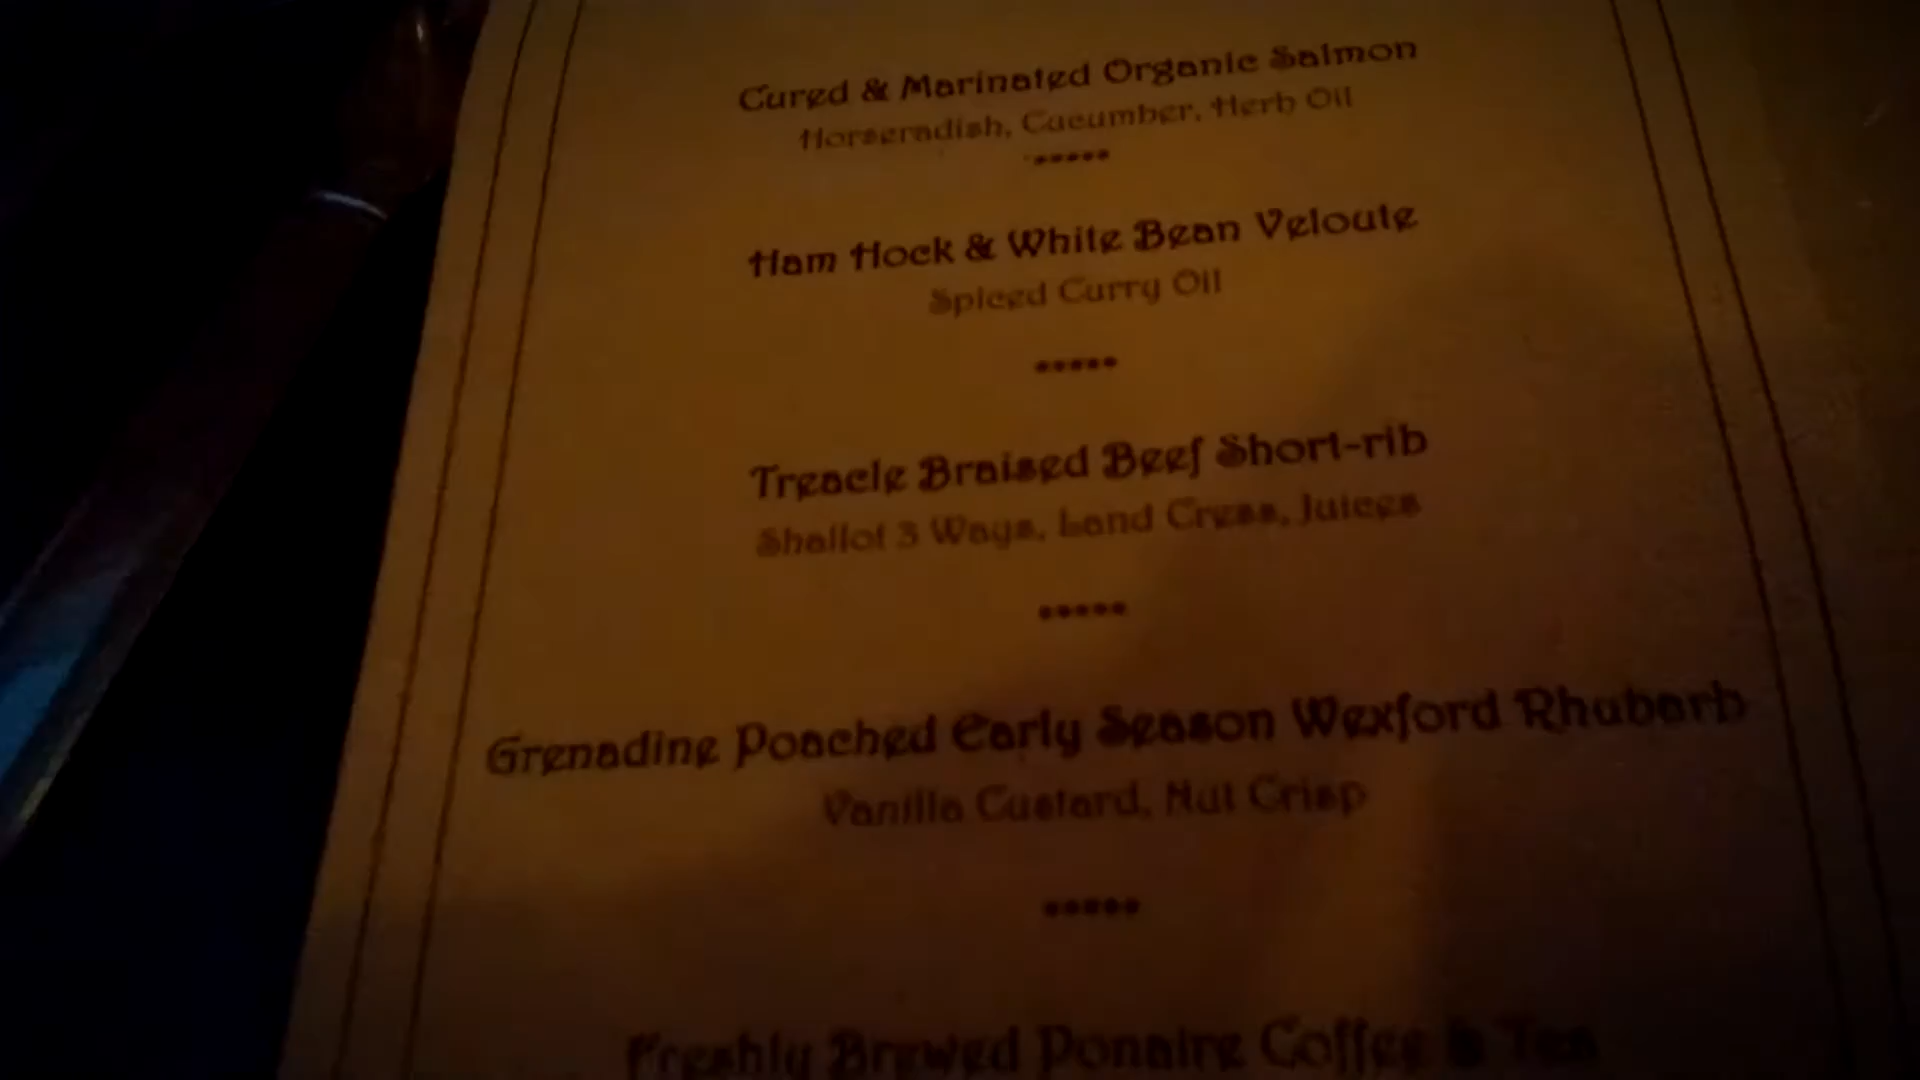 Cured & Marinated Organic Salmon
Horseradish, Cucumber, Herb Oil
*****
Ham Hock & White Bean Veloute
Spiced Curry Oil
*****
Treacle Braised Beef Short-rib
Shallot 3 Ways, Land Cress, Juices
*****
Grenadine Poached Early Season Wexford Rhubarb
Vanilla Custard, Nut Crisp
*****
Freshly Brewed Ponaire Coffee & Tea